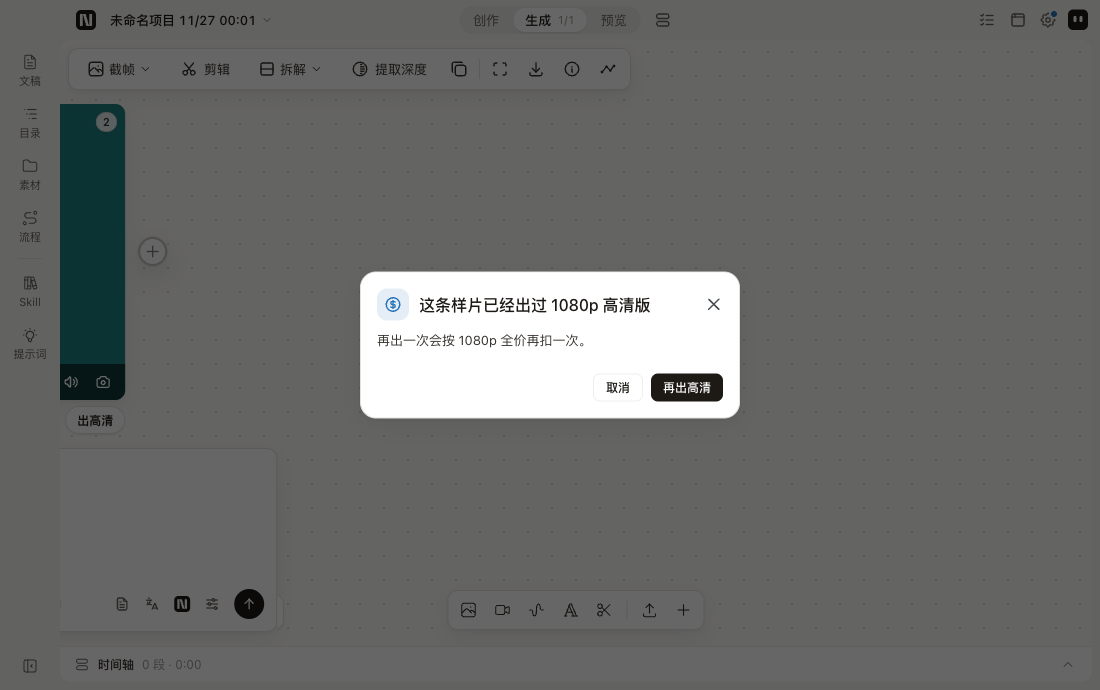 未命名项目 11/27 00:01
创作
生成 1/1
预览
文稿
目录
素材
流程
Skill
提示词
截帧
剪辑
拆解
提取深度
2
出高清
这条样片已经出过 1080p 高清版
再出一次会按 1080p 全价再扣一次。
取消
再出高清
时间轴 0 段 · 0:00